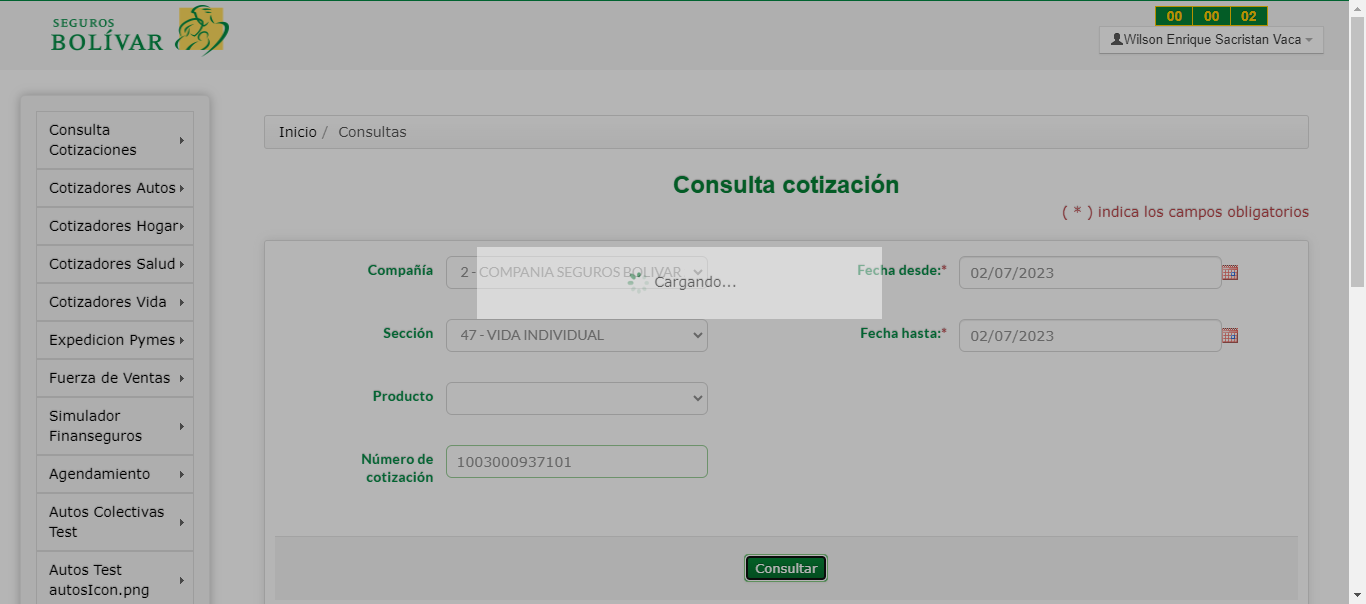 SEGUROS
BOLÍVAR
00 00 02
Wilson Enrique Sacristan Vaca
Consulta
Cotizaciones
Cotizadores Autos
Cotizadores Hogar
Cotizadores Salud
Cotizadores Vida
Expedicion Pymes
Fuerza de Ventas
Simulador
Finanseguros
Agendamiento
Autos Colectivas
Test
Autos Test
autosIcon.png
Inicio / Consultas
Consulta cotización
( * ) indica los campos obligatorios
Compañía 2 - COMPANIA SEGUROS BOLIVAR Fecha desde:* 02/07/2023
Cargando...
Sección 47 - VIDA INDIVIDUAL Fecha hasta:* 02/07/2023
Producto
Número de
cotización 1003000937101
Consultar